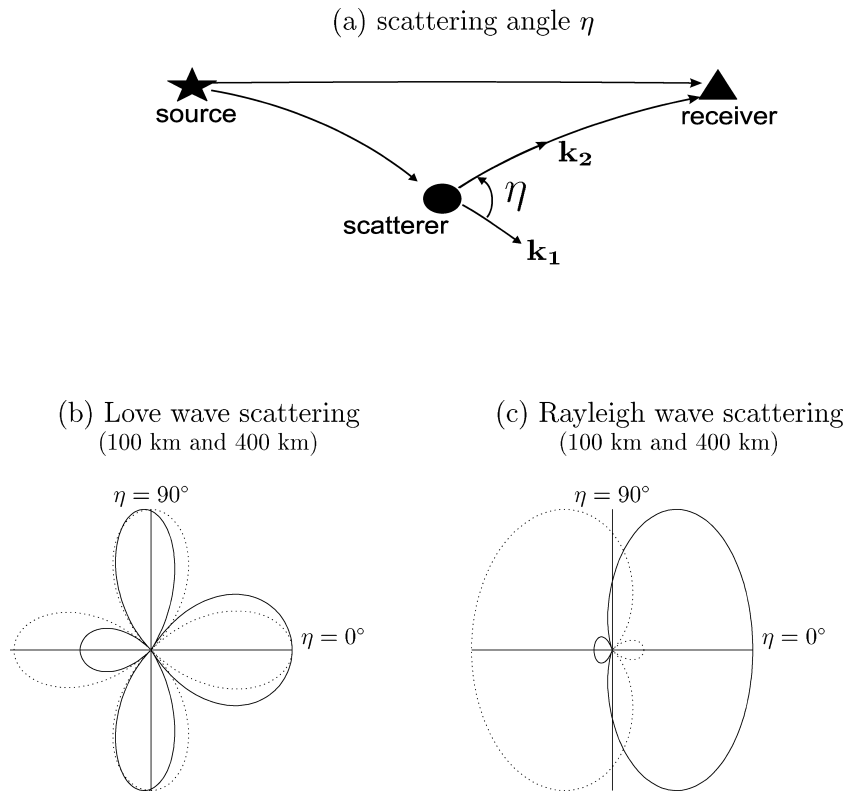 (a) scattering angle η
source
receiver
k₂
η
scatterer
k₁
(b) Love wave scattering
(100 km and 400 km)
(c) Rayleigh wave scattering
(100 km and 400 km)
η = 90°
η = 90°
η = 0°
η = 0°